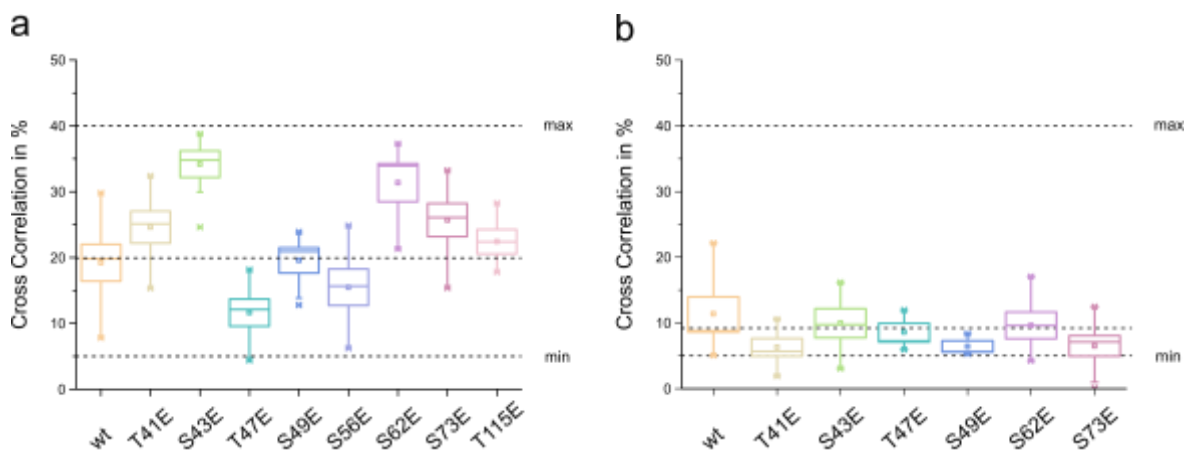 a
Cross Correlation in %
50
40
30
20
10
0
max
min
wt
T41E
S43E
T47E
S49E
S56E
S62E
S73E
T115E
b
Cross Correlation in %
50
40
30
20
10
0
max
min
wt
T41E
S43E
T47E
S49E
S62E
S73E